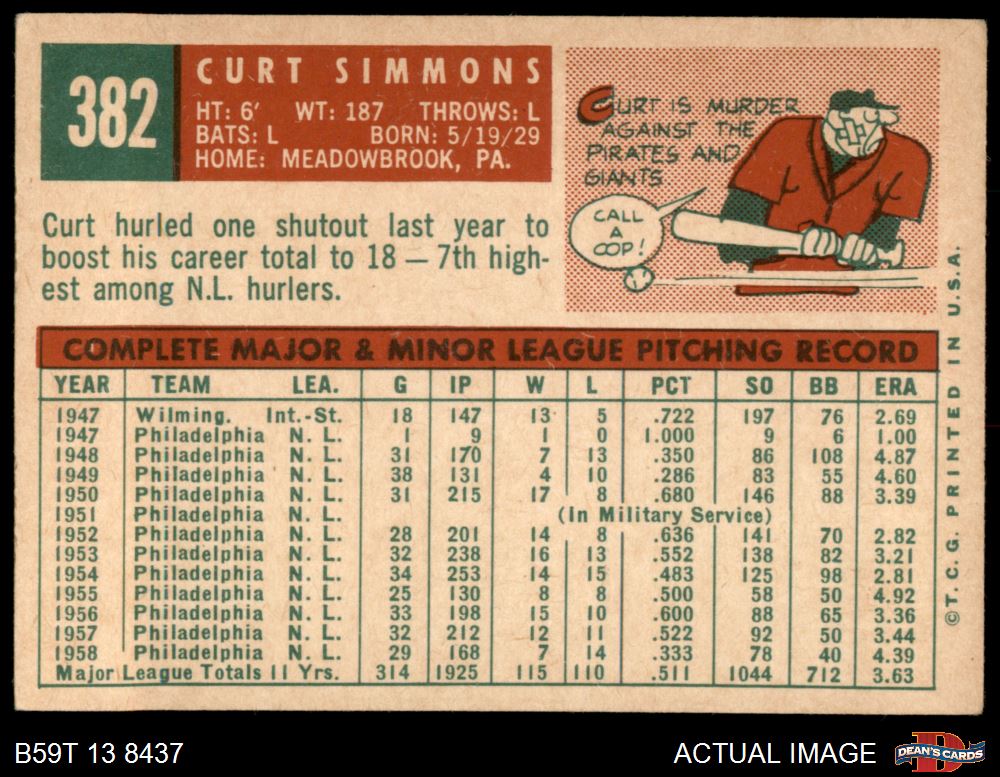 382
CURT SIMMONS
HT: 6' WT: 187 THROWS: L
BATS: L BORN: 5/19/29
HOME: MEADOWBROOK, PA.
CURT IS MURDER
AGAINST THE
PIRATES AND
GIANTS
CALL
A
COP!
Curt hurled one shutout last year to
boost his career total to 18 — 7th high-
est among N.L. hurlers.
COMPLETE MAJOR & MINOR LEAGUE PITCHING RECORD
YEAR TEAM LEA. G IP W L PCT SO BB ERA
1947 Wilming. Int.-St. 18 147 13 5 .722 197 76 2.69
1947 Philadelphia N. L. 1 9 1 0 1.000 9 6 1.00
1948 Philadelphia N. L. 31 170 7 13 .350 86 108 4.87
1949 Philadelphia N. L. 38 131 4 10 .286 83 55 4.60
1950 Philadelphia N. L. 31 215 17 8 .680 146 88 3.39
1951 Philadelphia N. L. (In Military Service)
1952 Philadelphia N. L. 28 201 14 8 .636 141 70 2.82
1953 Philadelphia N. L. 32 238 16 13 .552 138 82 3.21
1954 Philadelphia N. L. 34 253 14 15 .483 125 98 2.81
1955 Philadelphia N. L. 25 130 8 8 .500 58 50 4.92
1956 Philadelphia N. L. 33 198 15 10 .600 88 65 3.36
1957 Philadelphia N. L. 32 212 12 11 .522 92 50 3.44
1958 Philadelphia N. L. 29 168 7 14 .333 78 40 4.39
Major League Totals 11 Yrs. 314 1925 115 110 .511 1044 712 3.63
©T.C.G. PRINTED IN U.S.A.
B59T 13 8437
ACTUAL IMAGE
D
DEAN'S CARDS